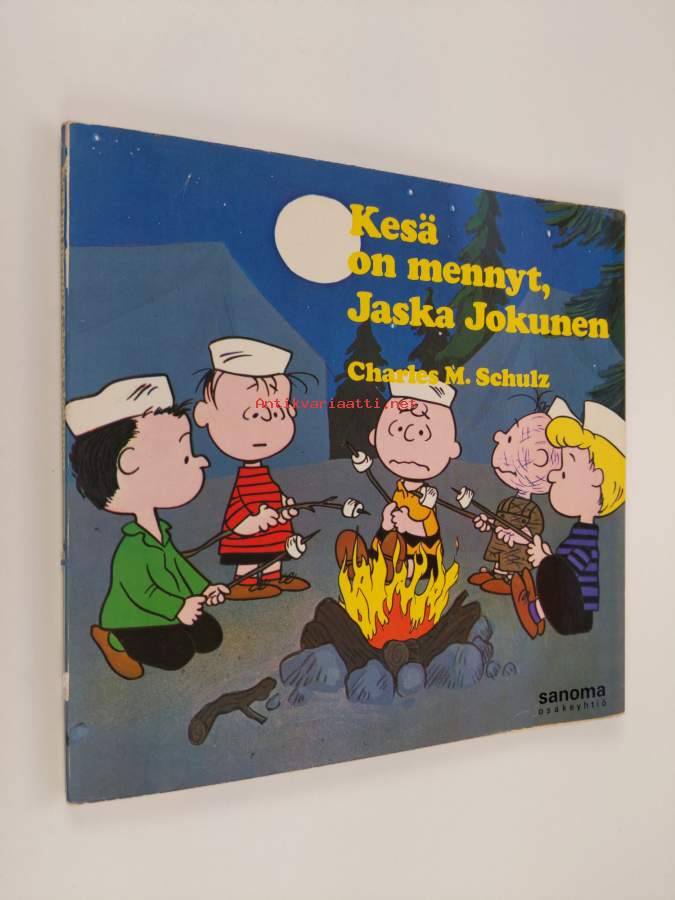 Kesä
on mennyt,
Jaska Jokunen
Charles M. Schulz
Antikvariaatti.net
sanoma
osakeyhtiö